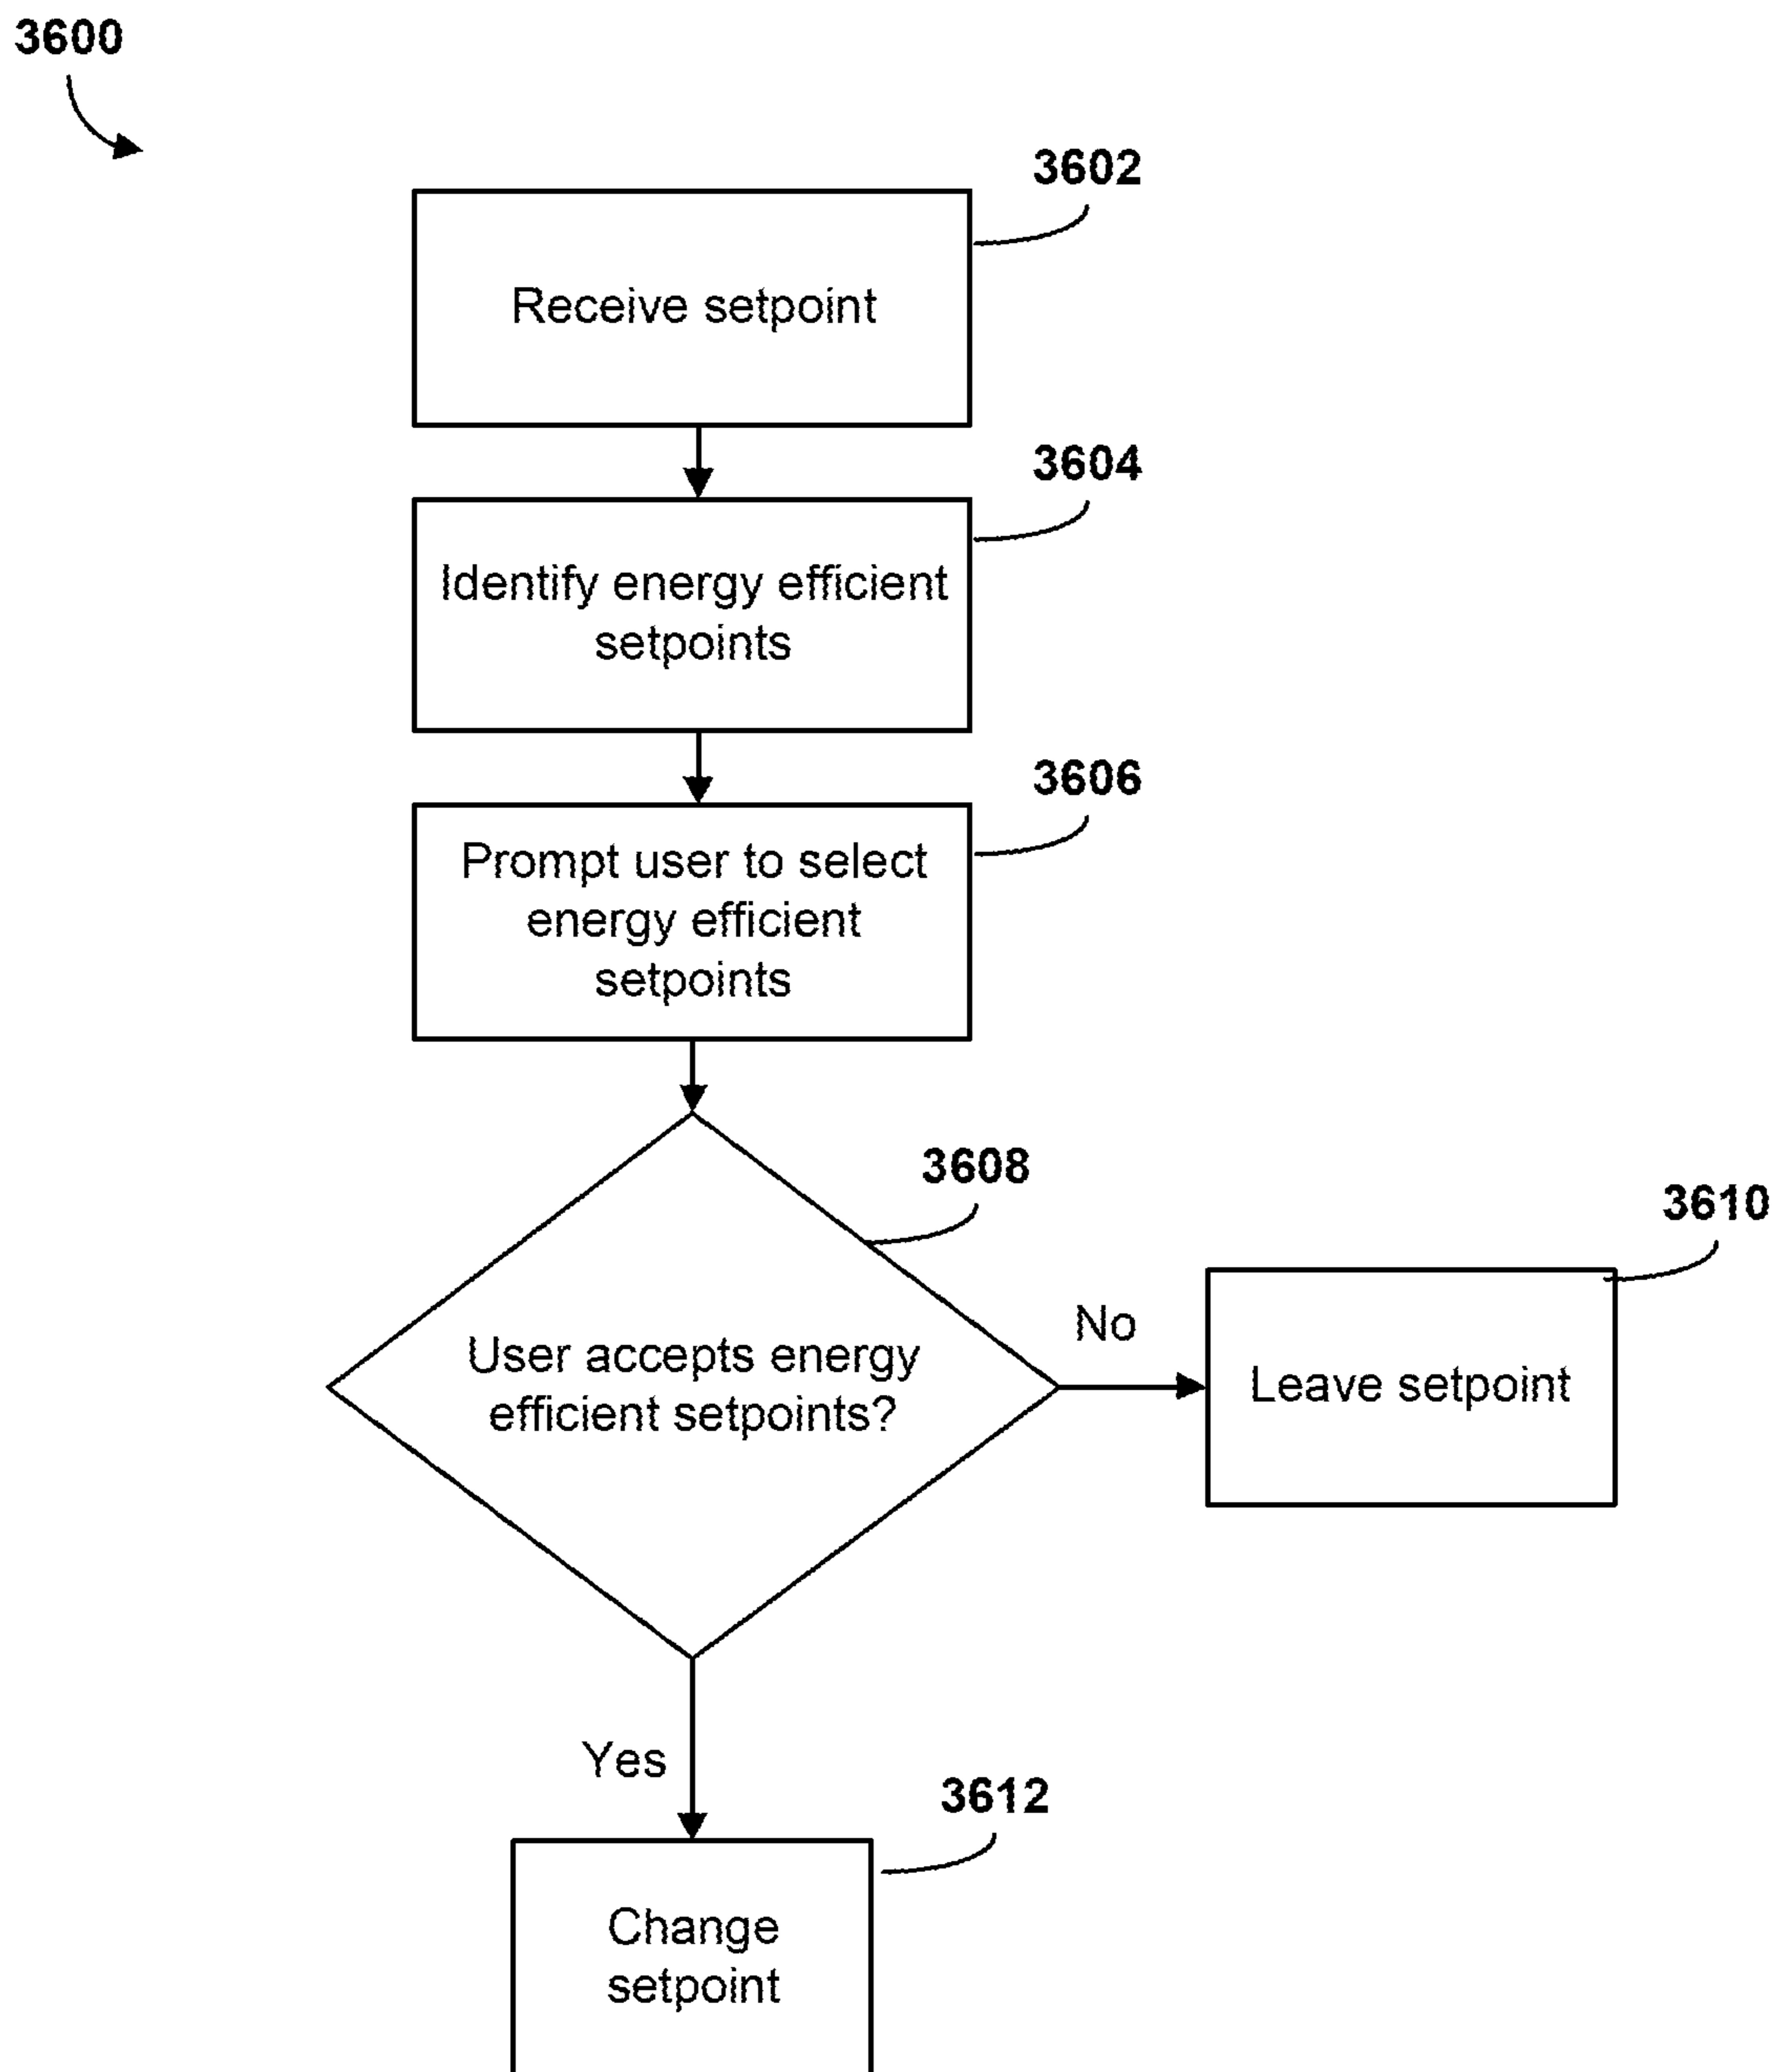 3600
3602
Receive setpoint
3604
Identify energy efficient
setpoints
3606
Prompt user to select
energy efficient
setpoints
3608
User accepts energy
efficient setpoints?
No
3610
Leave setpoint
Yes
3612
Change
setpoint